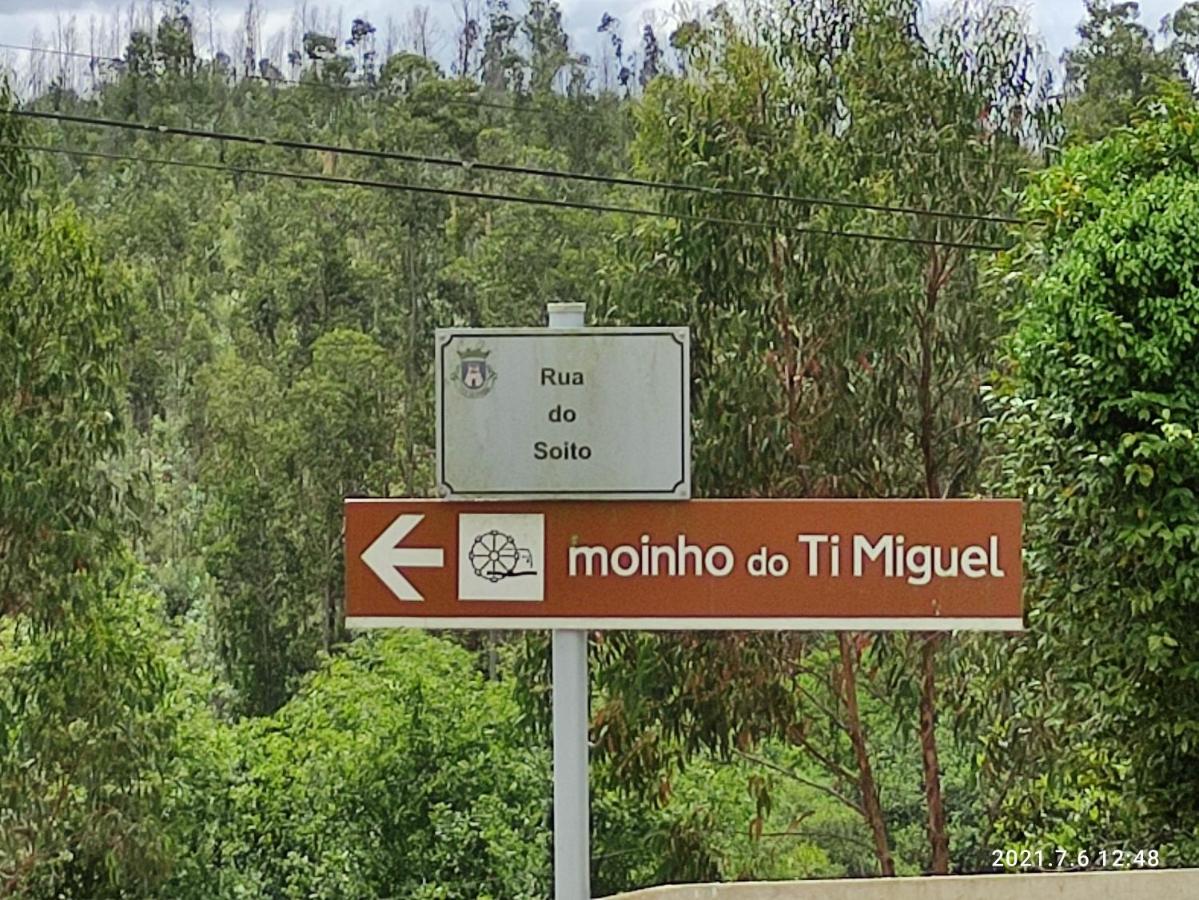 Rua
do
Soito
moinho do Ti Miguel
2021.7.6 12:48